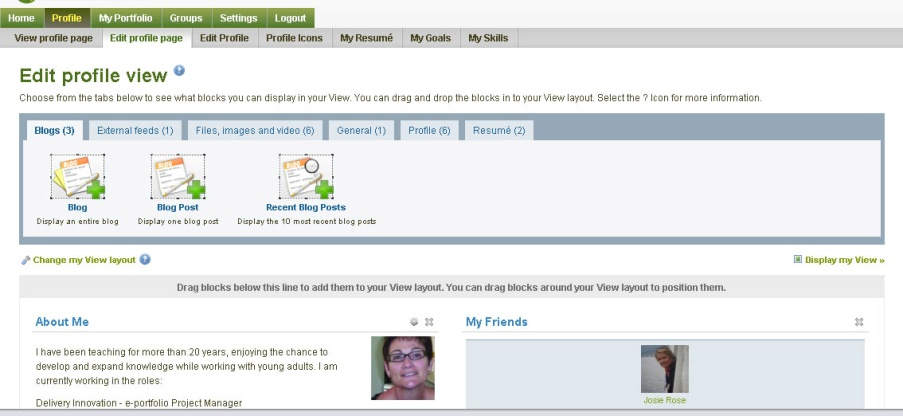 Home Profile My Portfolio Groups Settings Logout
View profile page Edit profile page Edit Profile Profile Icons My Resumé My Goals My Skills
Edit profile view ?
Choose from the tabs below to see what blocks you can display in your View. You can drag and drop the blocks in to your View layout. Select the ? Icon for more information.
Blogs (3) External feeds (1) Files, images and video (6) General (1) Profile (6) Resumé (2)
Blog Blog Post Recent Blog Posts
Display an entire blog Display one blog post Display the 10 most recent blog posts
Change my View layout ? Display my View »
Drag blocks below this line to add them to your View layout. You can drag blocks around your View layout to position them.
About Me My Friends
I have been teaching for more than 20 years, enjoying the chance to
develop and expand knowledge while working with young adults. I am
currently working in the roles:
Delivery Innovation - e-portfolio Project Manager
Josie Rose